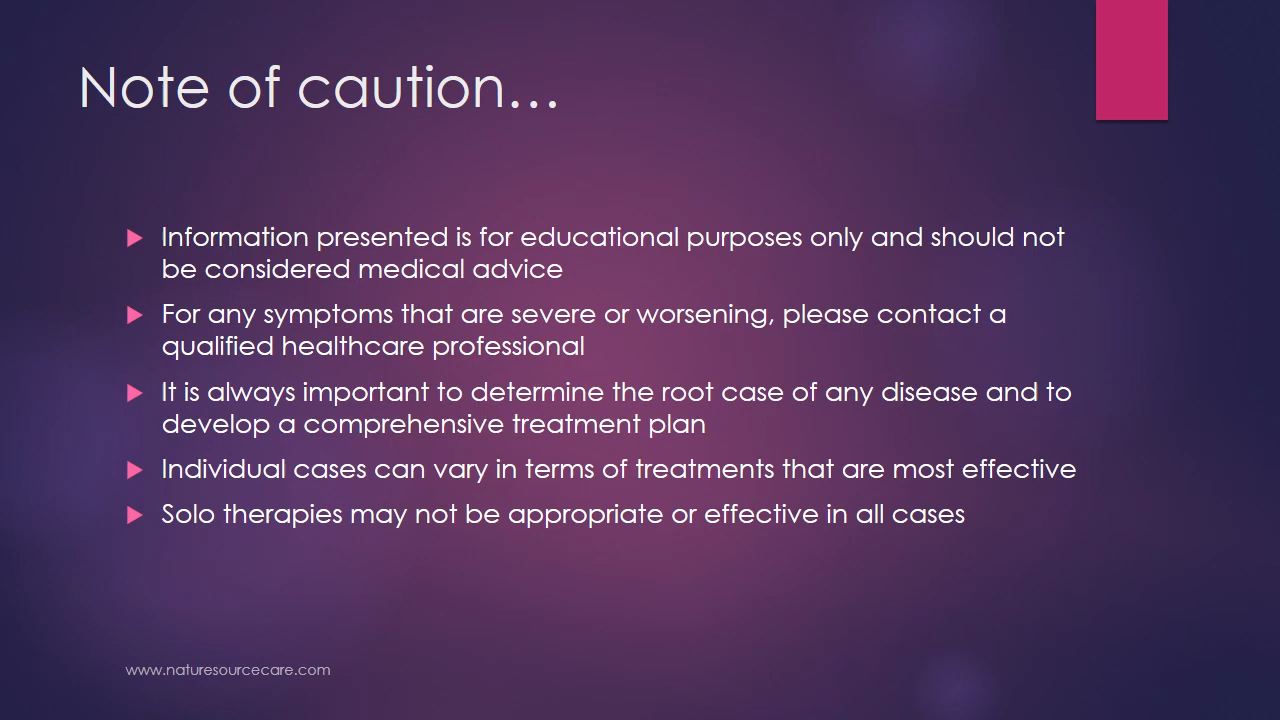 Note of caution…
Information presented is for educational purposes only and should not
be considered medical advice
For any symptoms that are severe or worsening, please contact a
qualified healthcare professional
It is always important to determine the root case of any disease and to
develop a comprehensive treatment plan
Individual cases can vary in terms of treatments that are most effective
Solo therapies may not be appropriate or effective in all cases
www.naturesourcecare.com